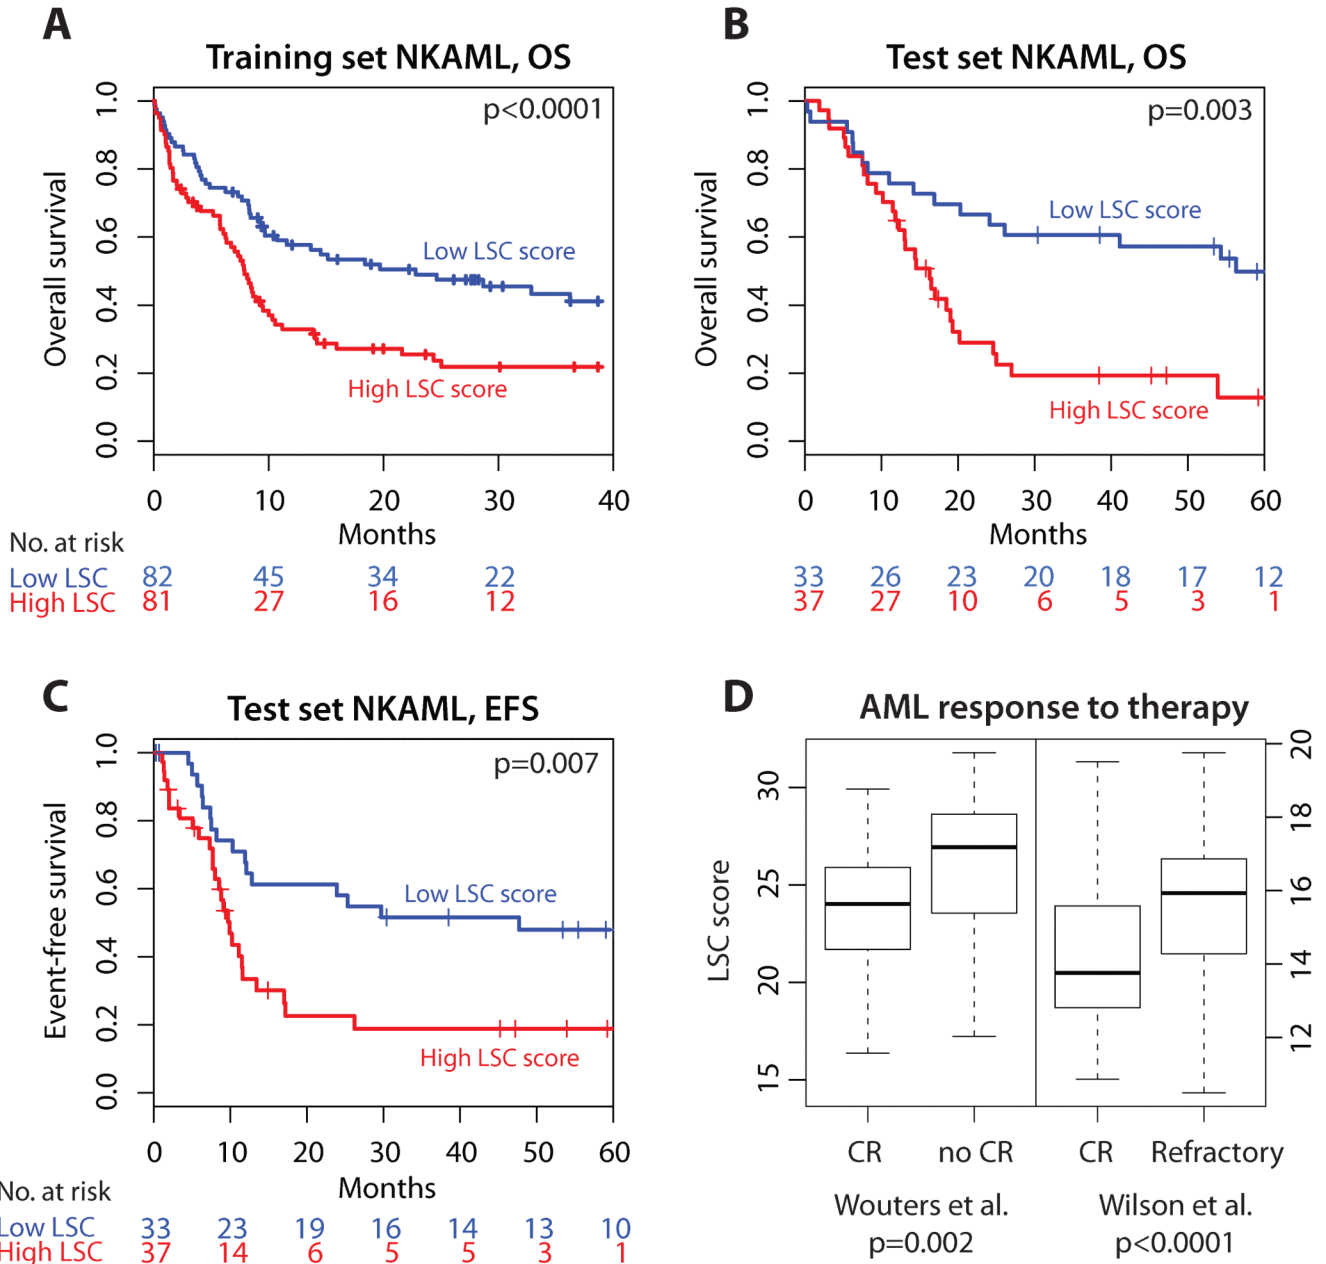 A
Training set NKAML, OS
p<0.0001
Overall survival
1.0
0.8
0.6
0.4
0.2
0.0
Low LSC score
High LSC score
0 10 20 30 40
Months
No. at risk
Low LSC 82 45 34 22
High LSC 81 27 16 12
B
Test set NKAML, OS
p=0.003
Overall survival
1.0
0.8
0.6
0.4
0.2
0.0
Low LSC score
High LSC score
0 10 20 30 40 50 60
Months
33 26 23 20 18 17 12
37 27 10 6 5 3 1
C
Test set NKAML, EFS
p=0.007
Event-free survival
1.0
0.8
0.6
0.4
0.2
0.0
Low LSC score
High LSC score
0 10 20 30 40 50 60
Months
No. at risk
Low LSC 33 23 19 16 14 13 10
High LSC 37 14 6 5 5 3 1
D
AML response to therapy
LSC score
30
25
20
15
20
18
16
14
12
CR no CR CR Refractory
Wouters et al. Wilson et al.
p=0.002 p<0.0001